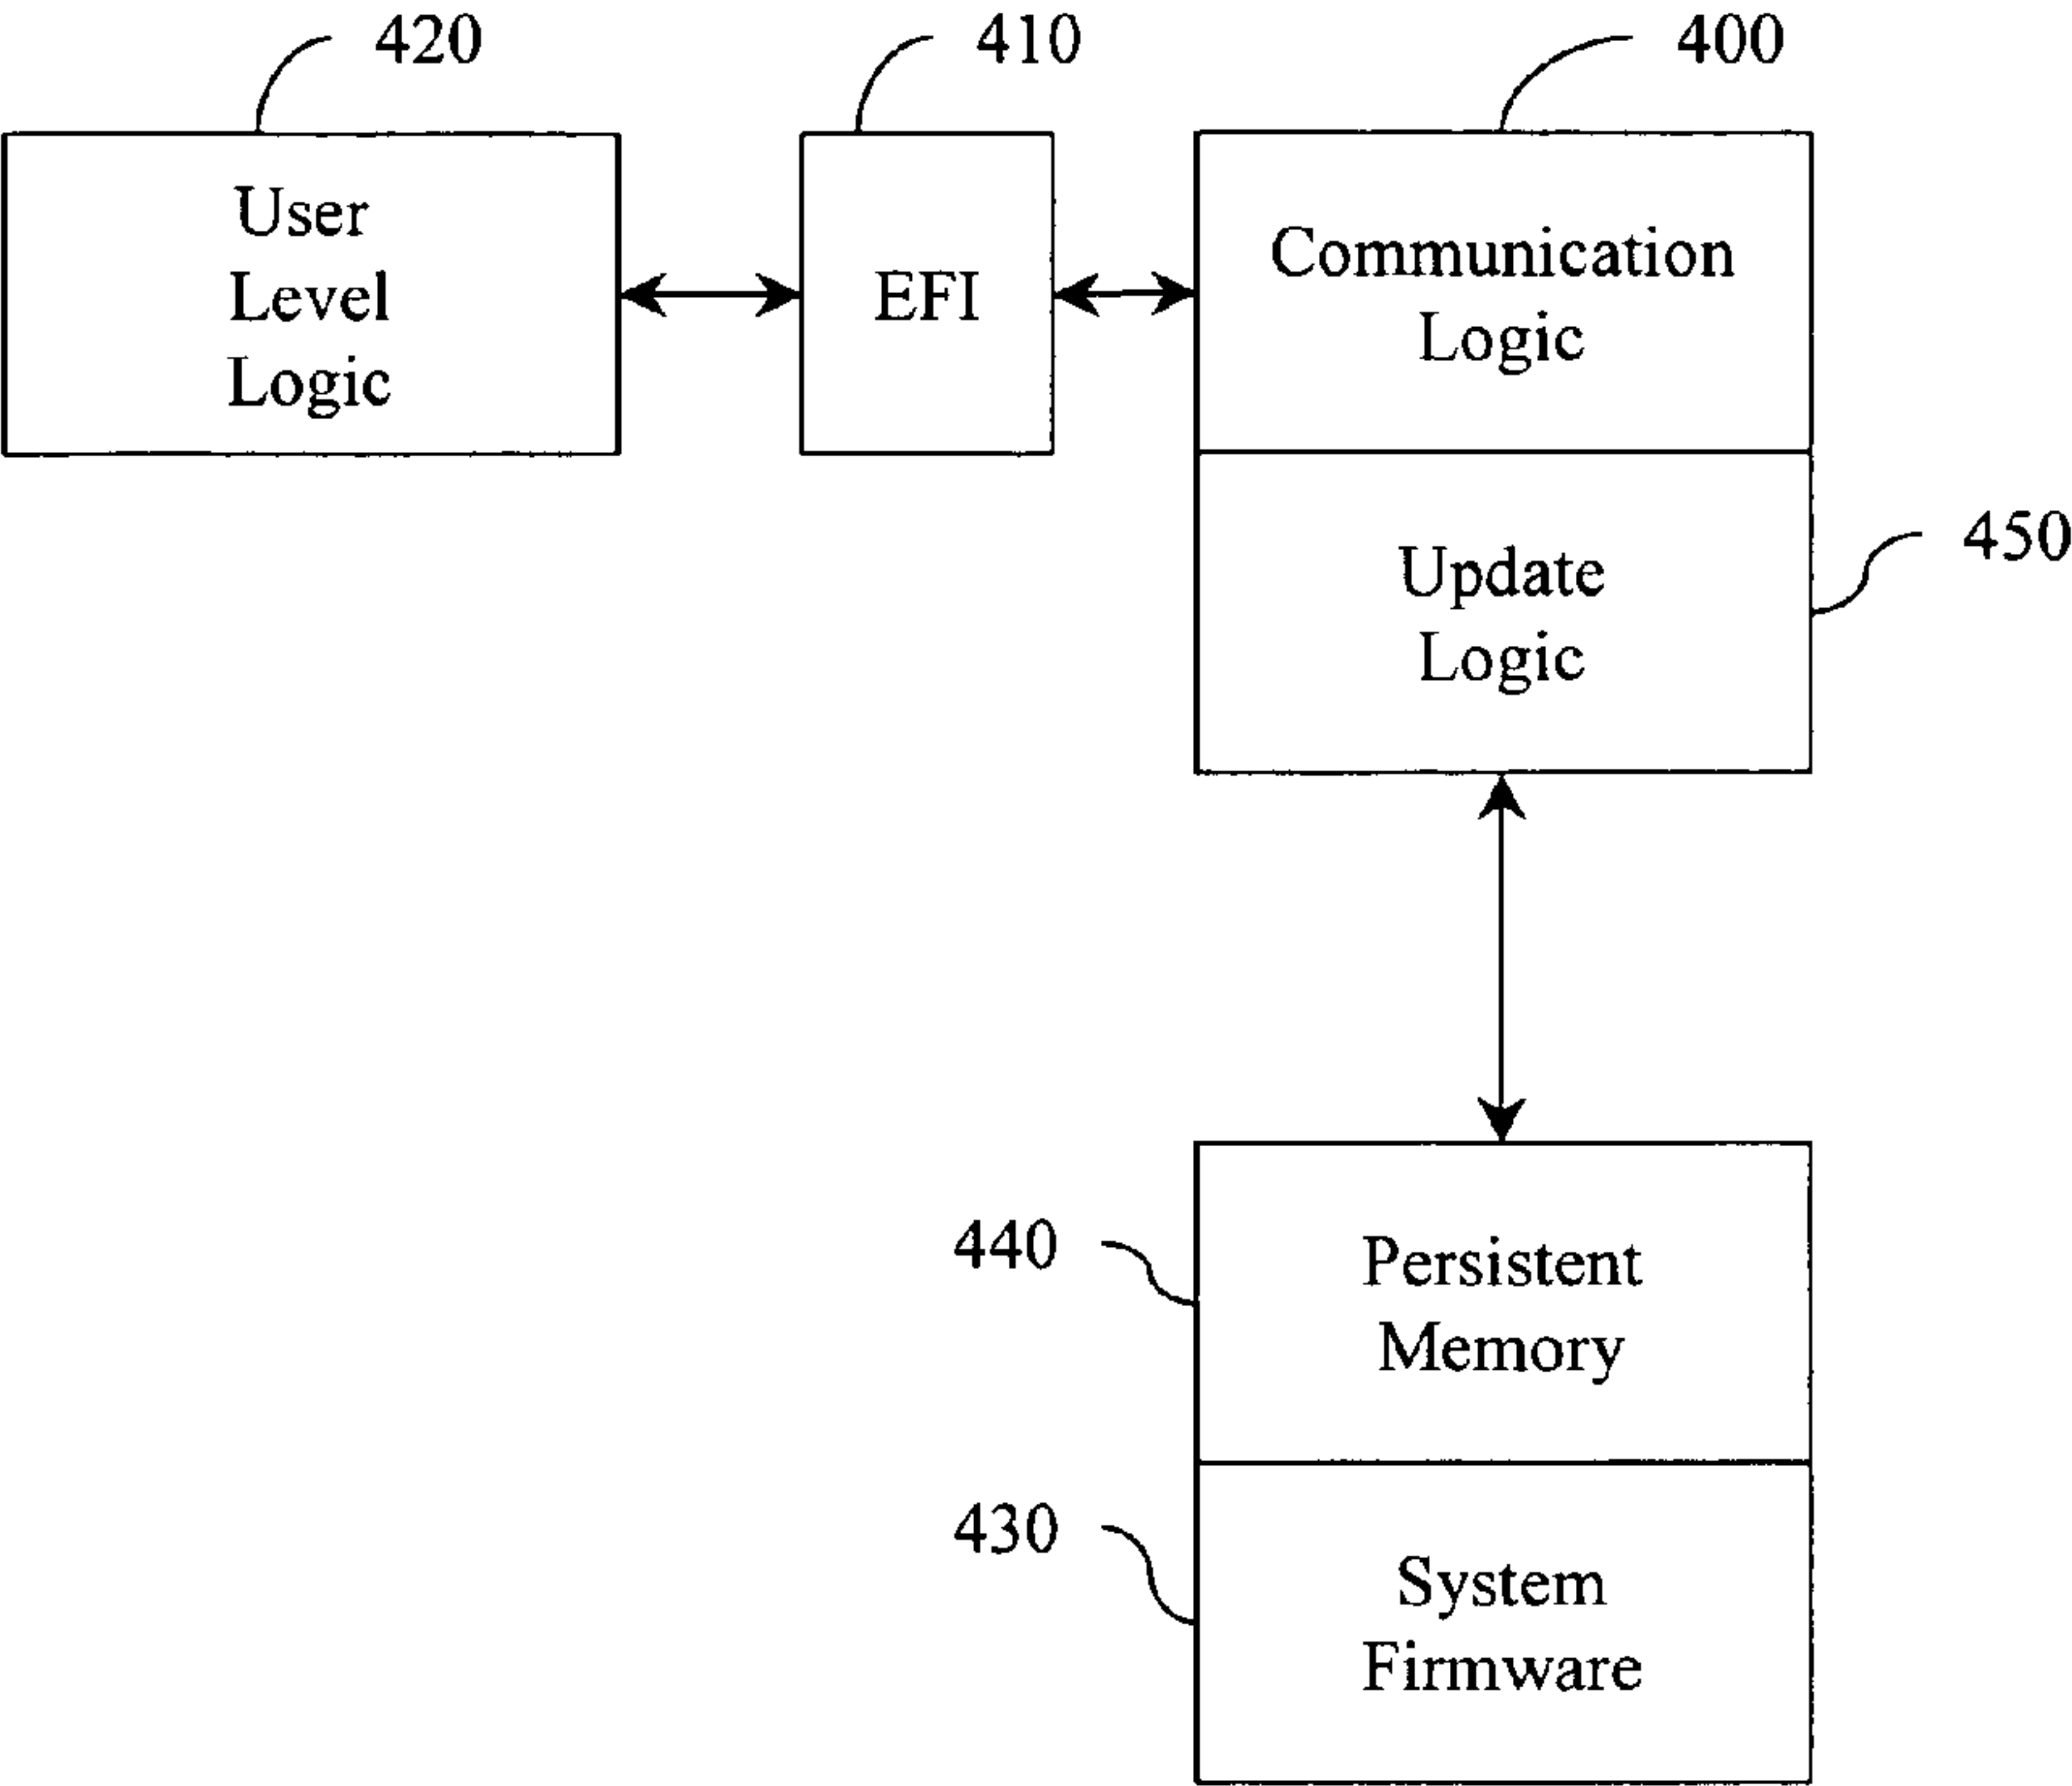 420
410
400
User
Level
Logic
EFI
Communication
Logic
450
Update
Logic
440
Persistent
Memory
430
System
Firmware